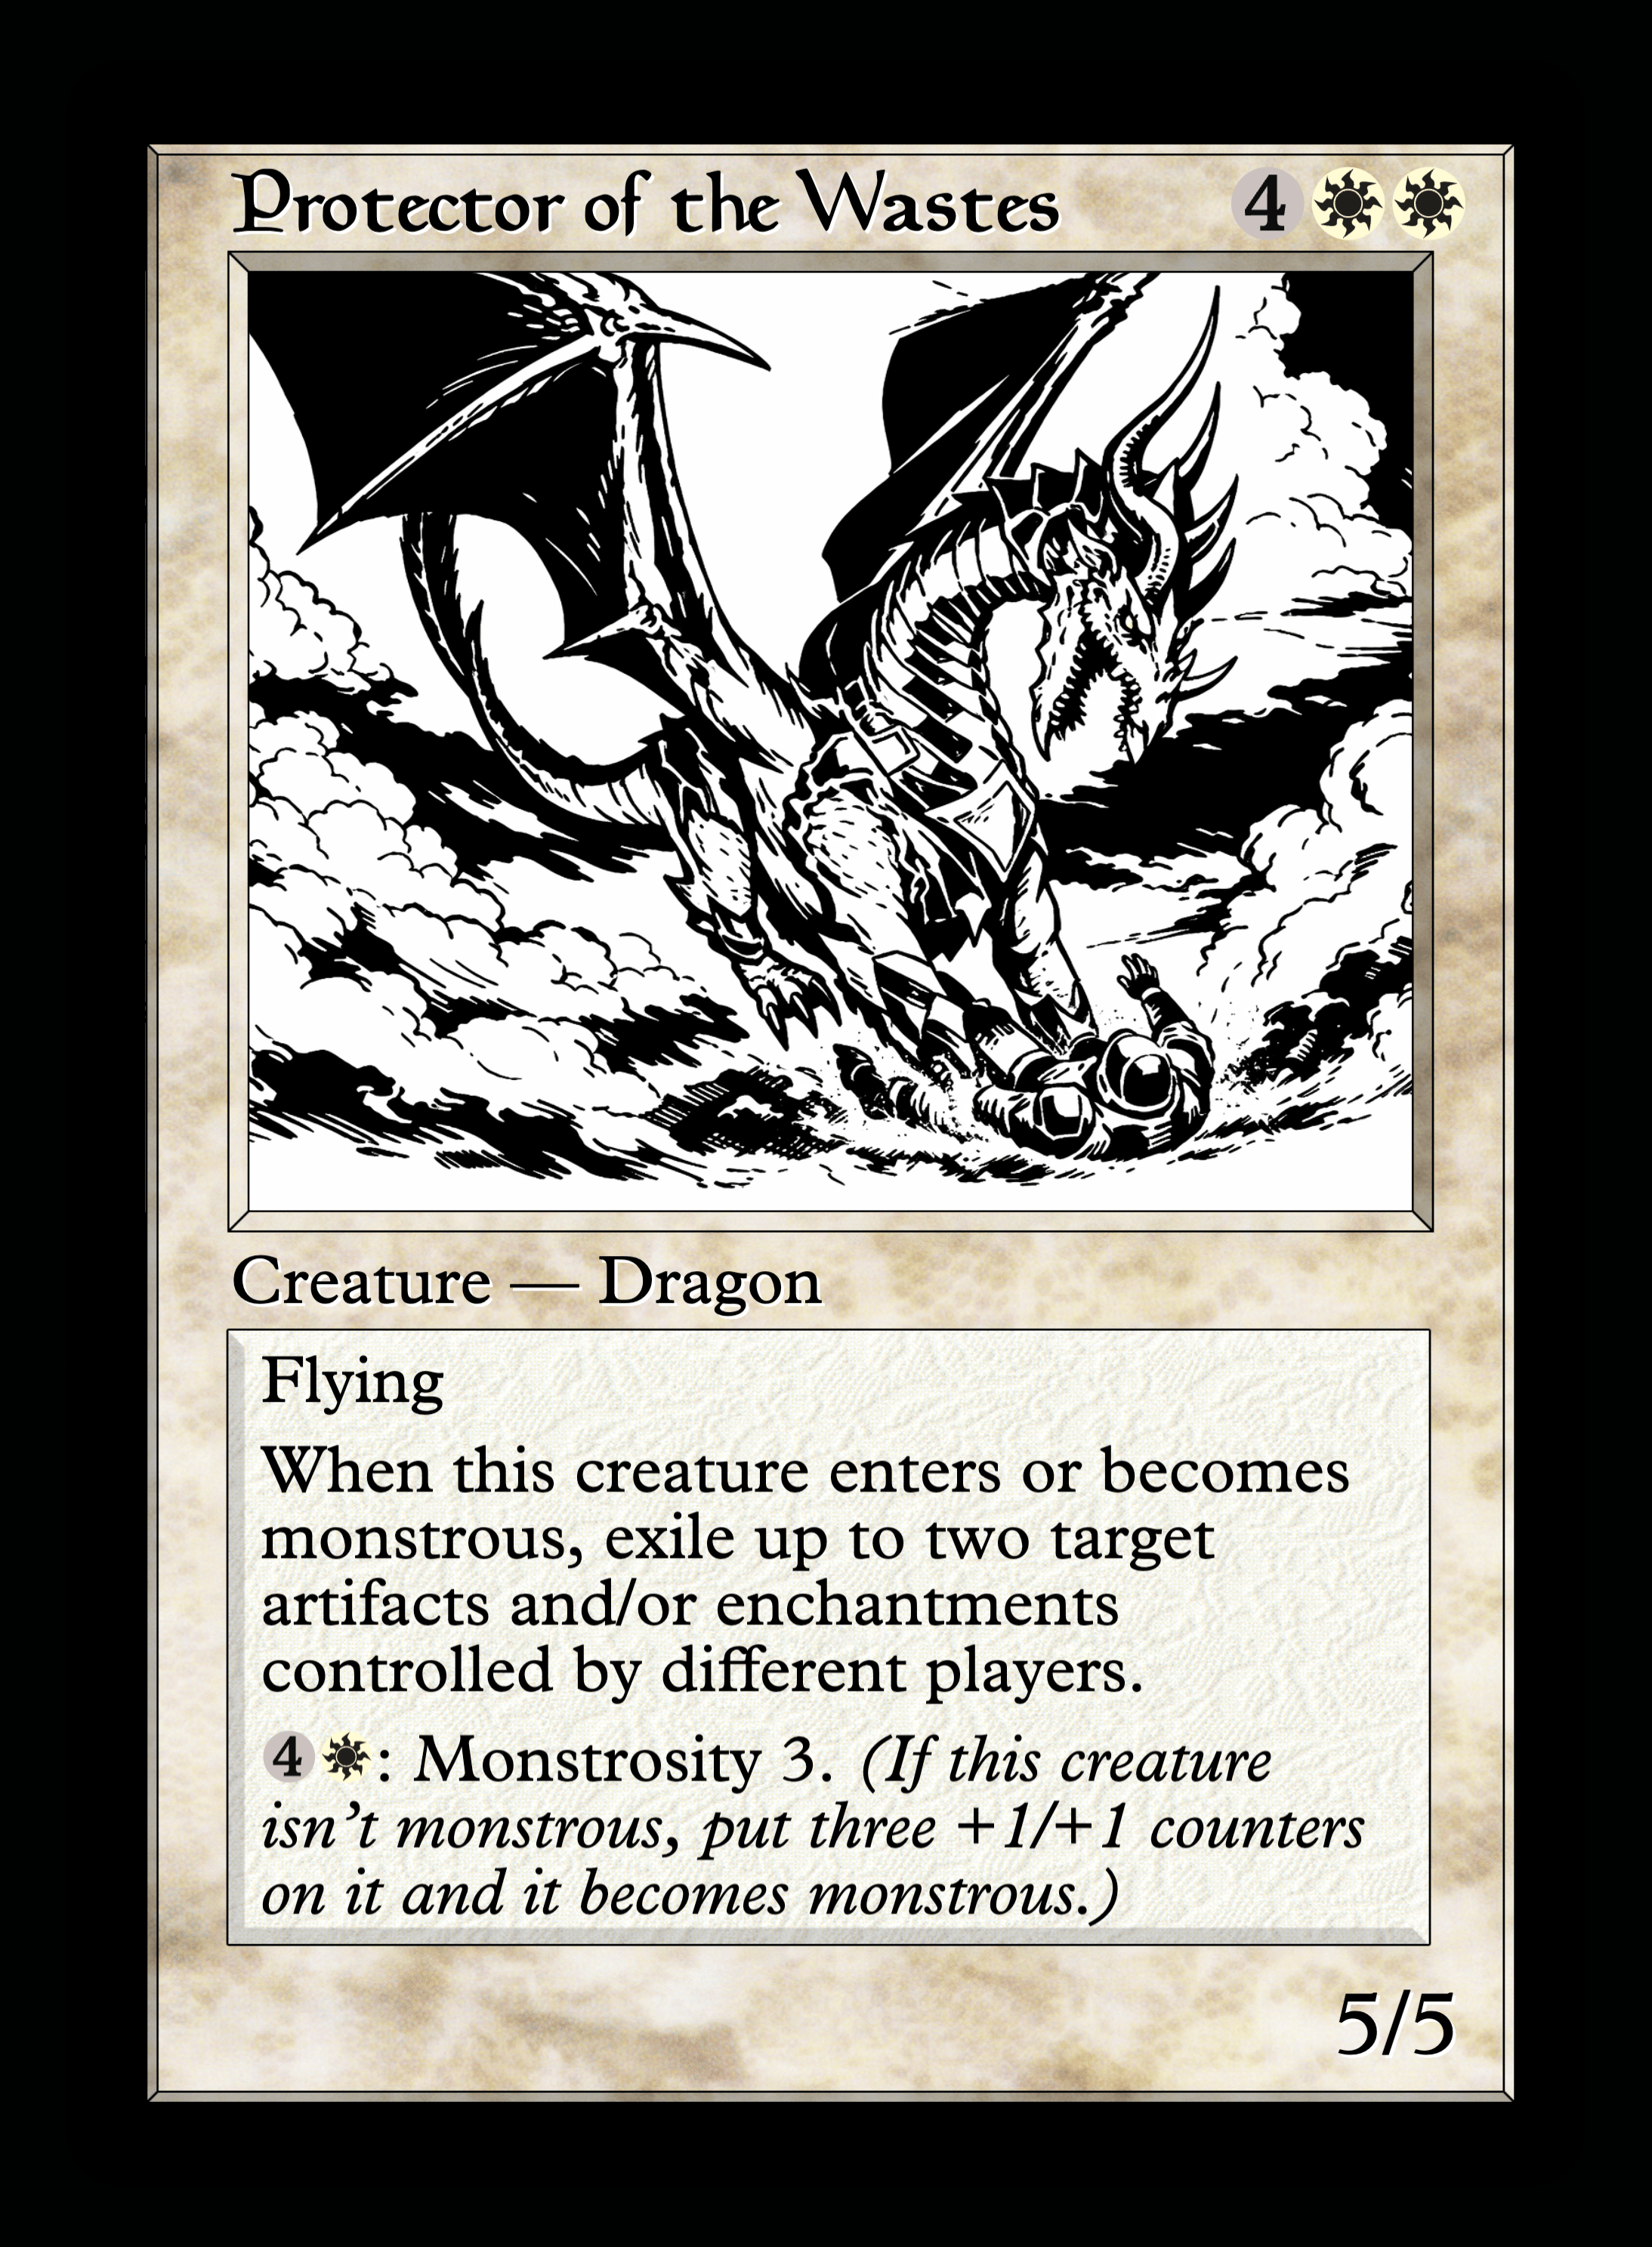 Protector of the Wastes 4
Creature — Dragon
Flying
When this creature enters or becomes
monstrous, exile up to two target
artifacts and/or enchantments
controlled by different players.
4 : Monstrosity 3. (If this creature
isn’t monstrous, put three +1/+1 counters
on it and it becomes monstrous.)
5/5